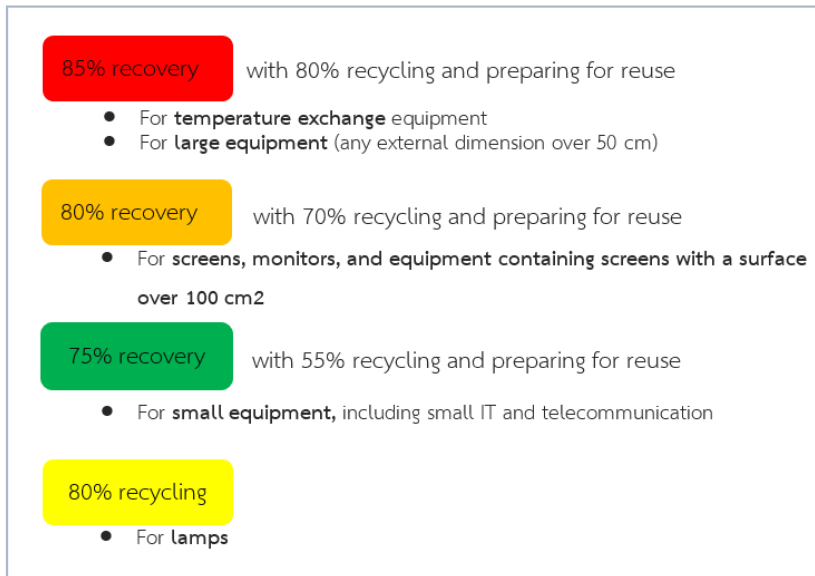 85% recovery with 80% recycling and preparing for reuse
● For temperature exchange equipment
● For large equipment (any external dimension over 50 cm)
80% recovery with 70% recycling and preparing for reuse
● For screens, monitors, and equipment containing screens with a surface
over 100 cm2
75% recovery with 55% recycling and preparing for reuse
● For small equipment, including small IT and telecommunication
80% recycling
● For lamps